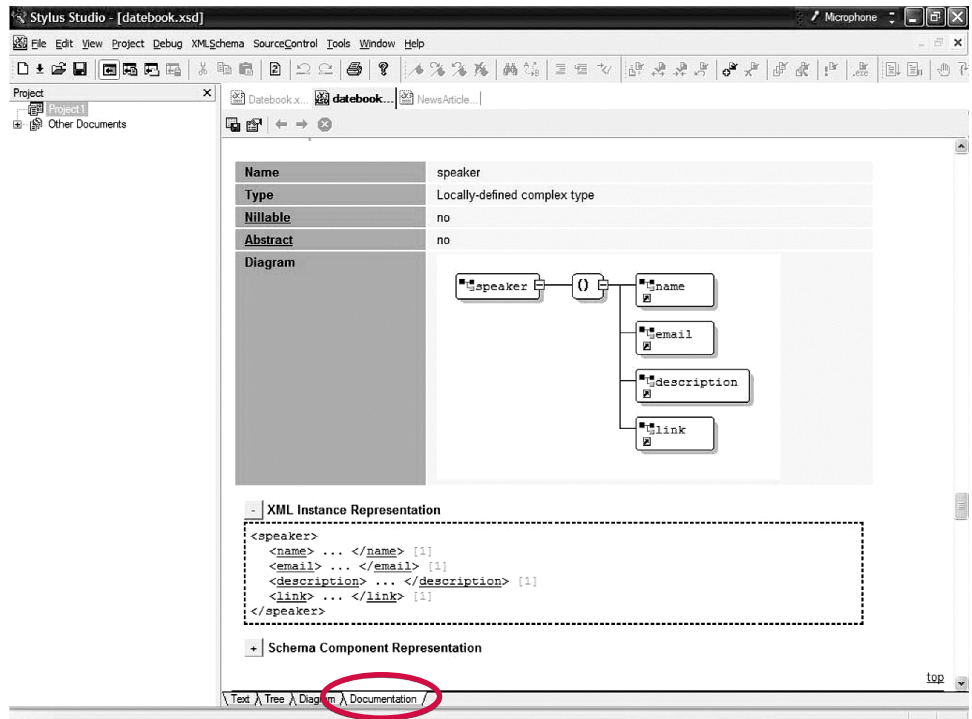 Stylus Studio - [datebook.xsd]
Microphone
File Edit View Project Debug XMLSchema SourceControl Tools Window Help
Project
Project1
Other Documents
Datebook.x... datebook... NewsArticle...
Name speaker
Type Locally-defined complex type
Nillable no
Abstract no
Diagram
speaker
()
name
email
description
link
- XML Instance Representation
<speaker>
<name> ... </name> [1]
<email> ... </email> [1]
<description> ... </description> [1]
<link> ... </link> [1]
</speaker>
+ Schema Component Representation
top
Text Tree Diagram Documentation